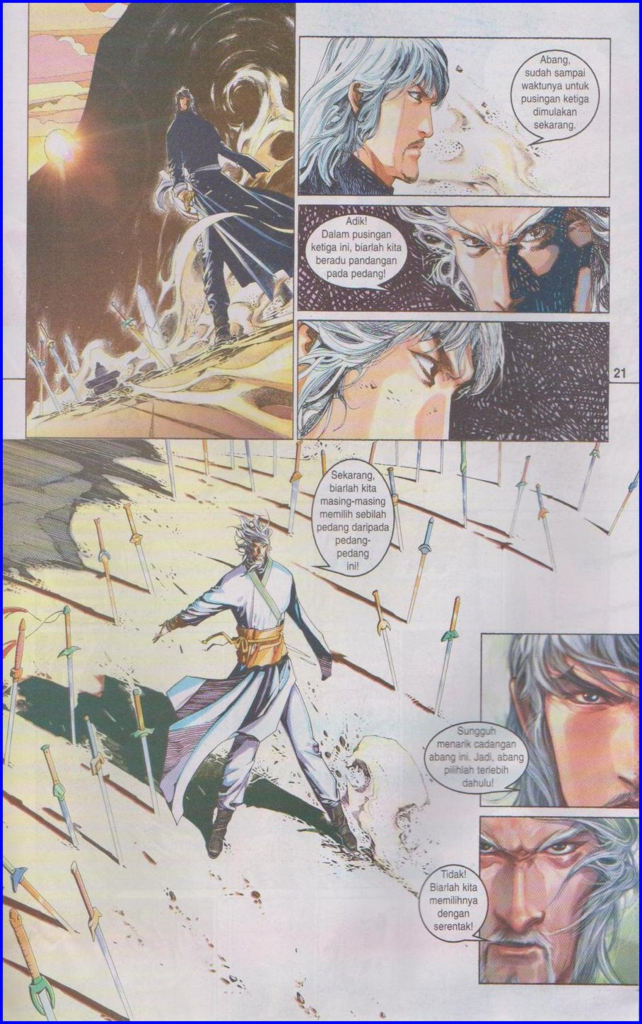 Abang,
sudah sampai
waktunya untuk
pusingan ketiga
dimulakan
sekarang.
Adik!
Dalam pusingan
ketiga ini, biarlah kita
beradu pandangan
pada pedang!
21
Sekarang,
biarlah kita
masing-masing
memilih sebilah
pedang daripada
pedang-
pedang
ini!
Sungguh
menarik cadangan
abang ini. Jadi, abang
pilihlah terlebih
dahulu!
Tidak!
Biarlah kita
memilihnya
dengan
serentak!